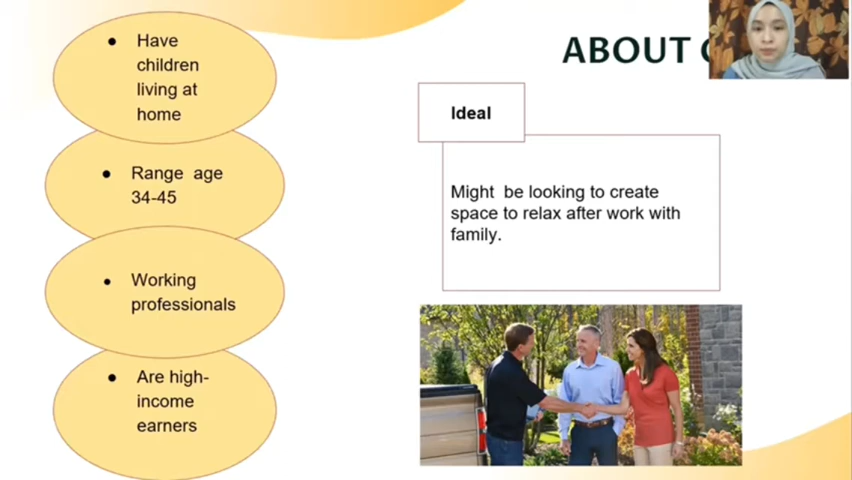 ABOUT
• Have
children
living at
home
• Range age
34-45
• Working
professionals
• Are high-
income
earners
Ideal
Might be looking to create
space to relax after work with
family.